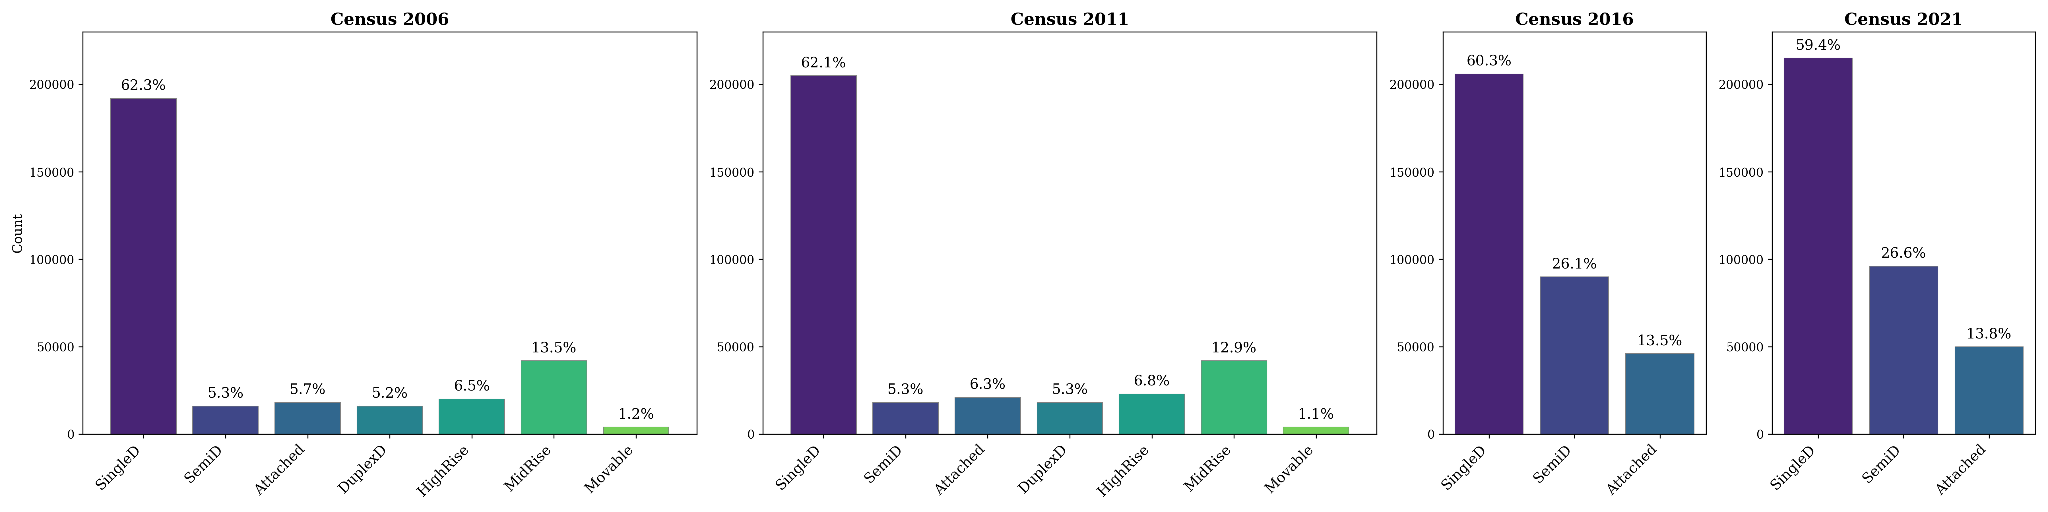 Census 2006
Count
200000
150000
100000
50000
0
62.3%
5.3%
5.7%
5.2%
6.5%
13.5%
1.2%
SingleD
SemiD
Attached
DuplexD
HighRise
MidRise
Movable
Census 2011
200000
150000
100000
50000
0
62.1%
5.3%
6.3%
5.3%
6.8%
12.9%
1.1%
SingleD
SemiD
Attached
DuplexD
HighRise
MidRise
Movable
Census 2016
200000
150000
100000
50000
0
60.3%
26.1%
13.5%
SingleD
SemiD
Attached
Census 2021
200000
150000
100000
50000
0
59.4%
26.6%
13.8%
SingleD
SemiD
Attached